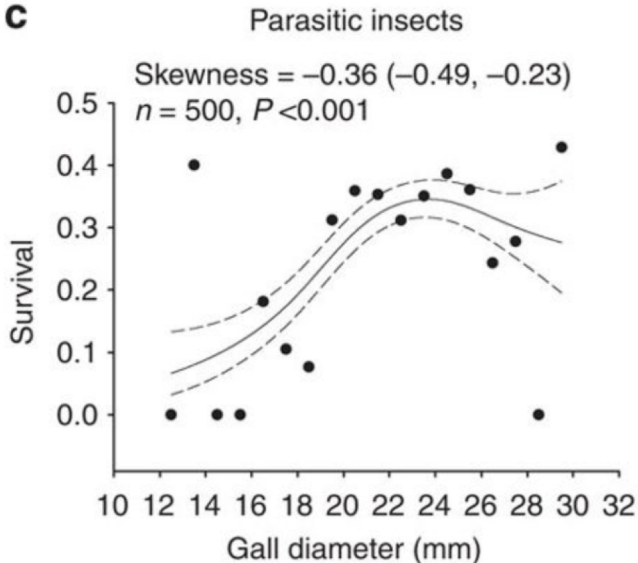 c
Parasitic insects
Skewness = –0.36 (–0.49, –0.23)
n = 500, P <0.001
0.5
0.4
0.3
0.2
0.1
0.0
Survival
10 12 14 16 18 20 22 24 26 28 30 32
Gall diameter (mm)